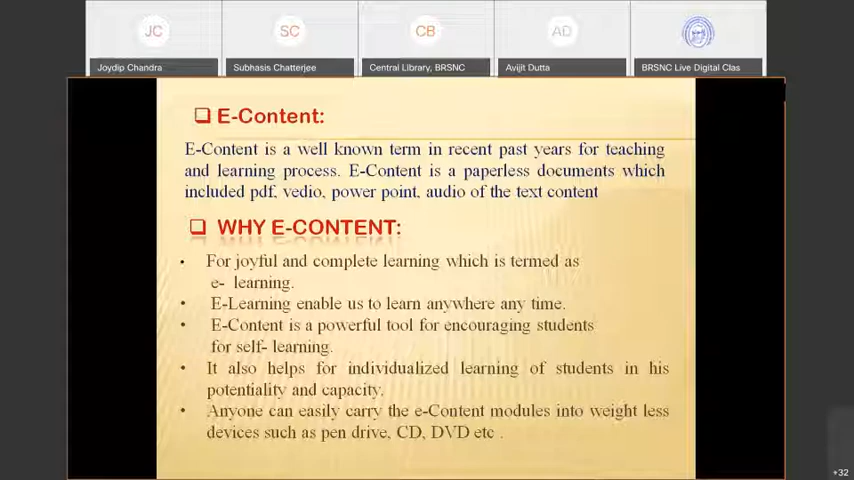 JC
SC
CB
AD
Joydip Chandra
Subhasis Chatterjee
Central Library, BRSNC
Avijit Dutta
BRSNC Live Digital Clas
❑ E-Content:
E-Content is a well known term in recent past years for teaching
and learning process. E-Content is a paperless documents which
included pdf, vedio, power point, audio of the text content
❑ WHY E-CONTENT:
• For joyful and complete learning which is termed as
e- learning.
• E-Learning enable us to learn anywhere any time.
• E-Content is a powerful tool for encouraging students
for self- learning.
• It also helps for individualized learning of students in his
potentiality and capacity.
• Anyone can easily carry the e-Content modules into weight less
devices such as pen drive, CD, DVD etc .
+32